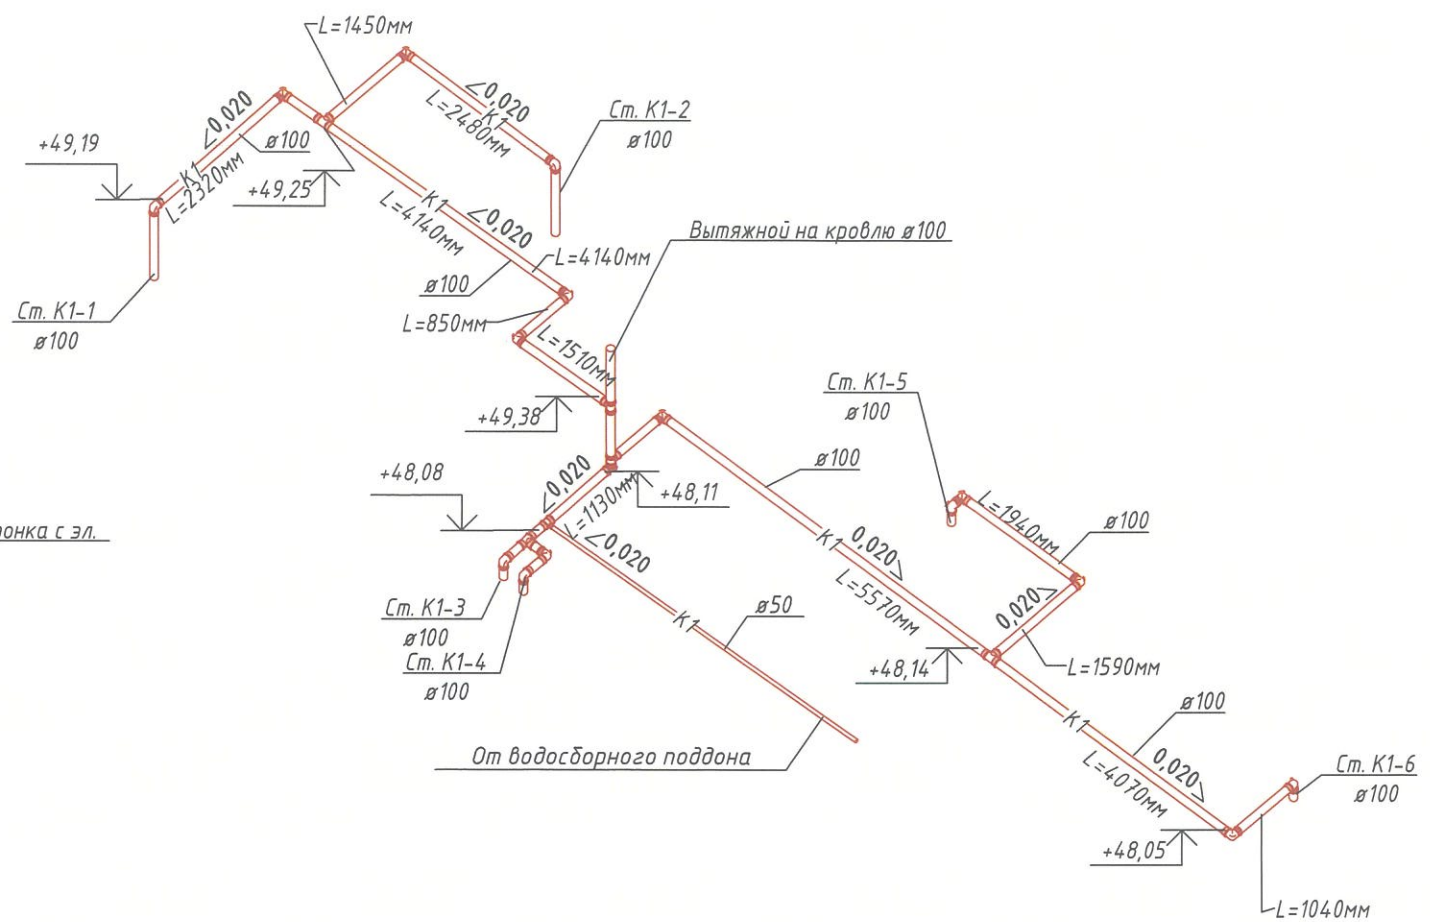 L=1450мм
∠0,020
+49,19
ø100
К1
L=2320мм
+49,25
∠0,020
К1
L=2480мм
Ст. К1-2
ø100
К1
L=4140мм
∠0,020
L=4140мм
ø100
Ст. К1-1
ø100
Вытяжной на кровлю ø100
L=850мм
L=1510мм
+49,38
Ст. К1-5
ø100
+48,08
∠0,020
L=1130мм
+48,11
∠0,020
ø100
L=1940мм
ø100
онка с эл.
К1
0,020
L=5570мм
0,020
Ст. К1-3
ø100
Ст. К1-4
ø100
К1
ø50
+48,14
L=1590мм
От водосборного поддона
К1
ø100
0,020
L=4070мм
Ст. К1-6
ø100
+48,05
L=1040мм